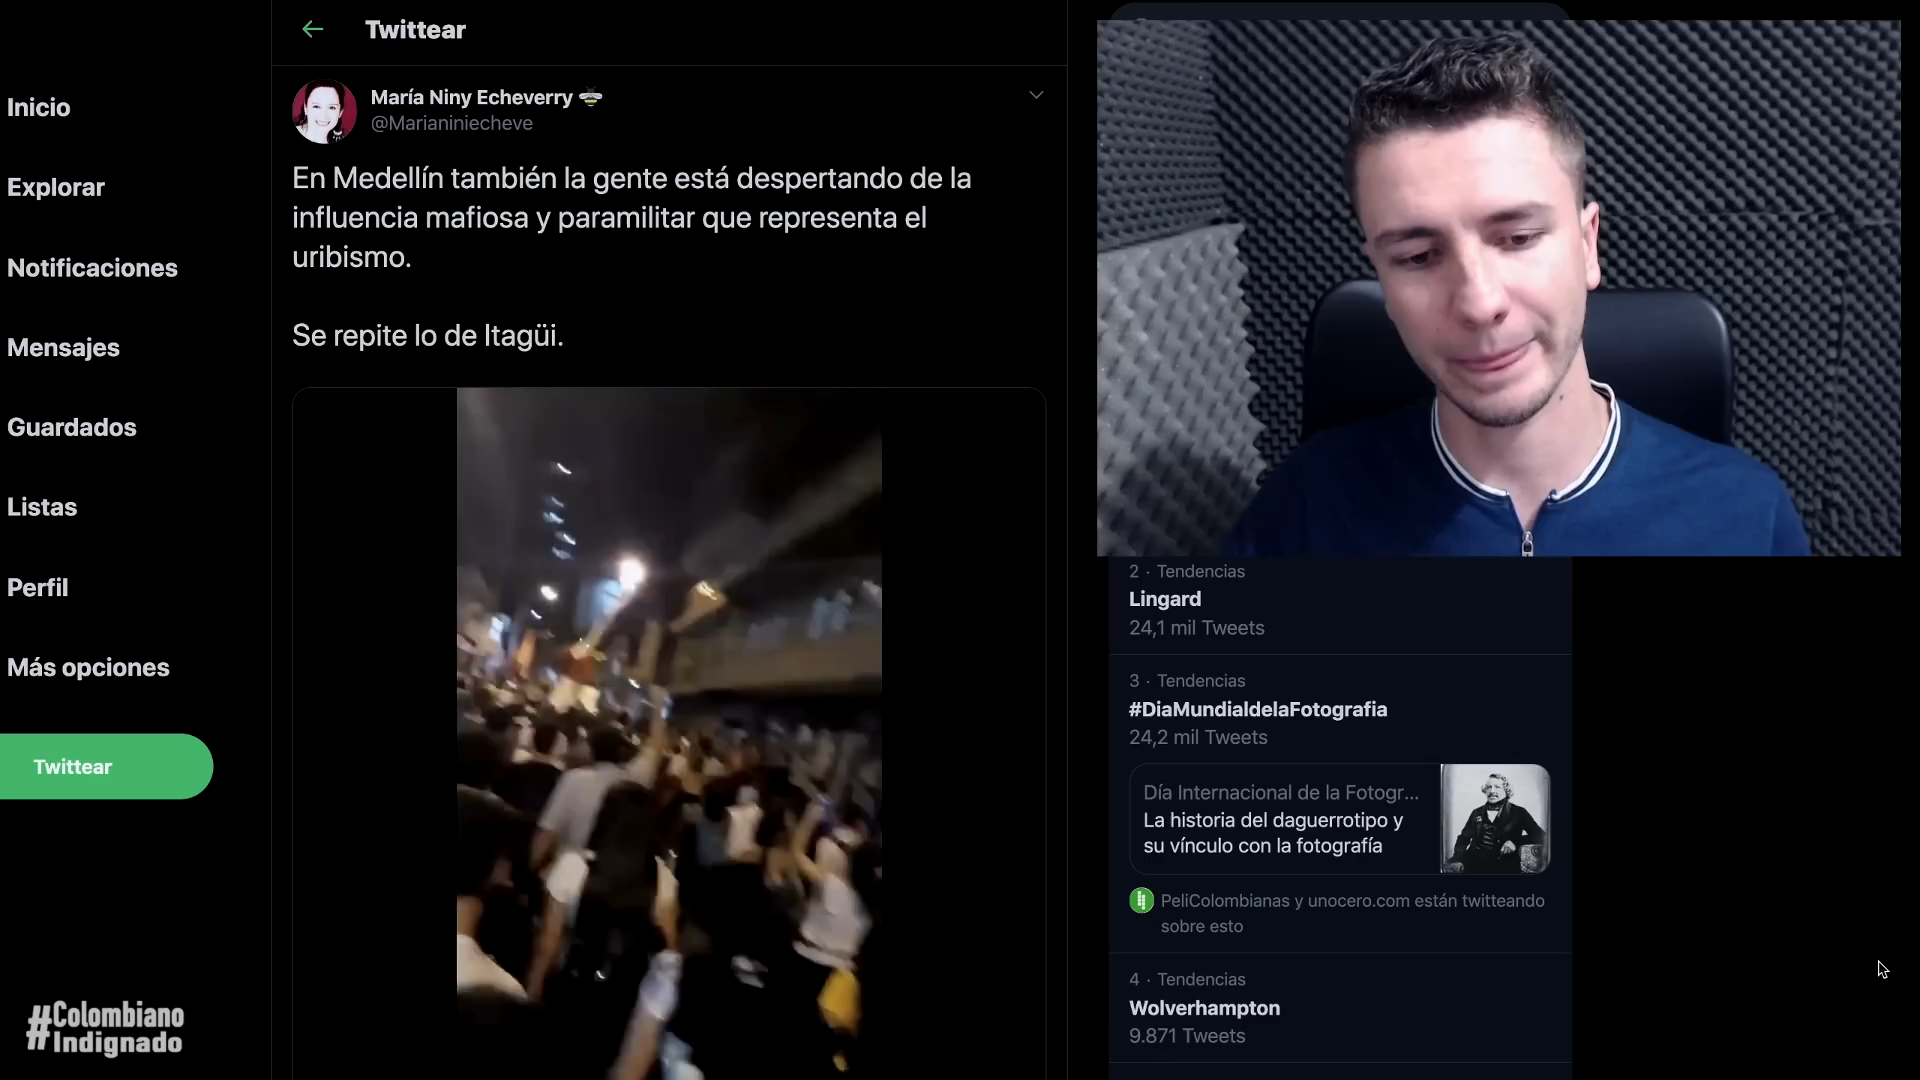 Inicio
Explorar
Notificaciones
Mensajes
Guardados
Listas
Perfil
Más opciones
Twittear
#Colombiano
Indignado
Twittear
María Niny Echeverry 🐝
@Marianiniecheve
En Medellín también la gente está despertando de la
influencia mafiosa y paramilitar que representa el
uribismo.
Se repite lo de Itagüi.
2 · Tendencias
Lingard
24,1 mil Tweets
3 · Tendencias
#DiaMundialdelaFotografia
24,2 mil Tweets
Día Internacional de la Fotogr...
La historia del daguerrotipo y
su vínculo con la fotografía
PeliColombianas y unocero.com están twitteando
sobre esto
4 · Tendencias
Wolverhampton
9.871 Tweets